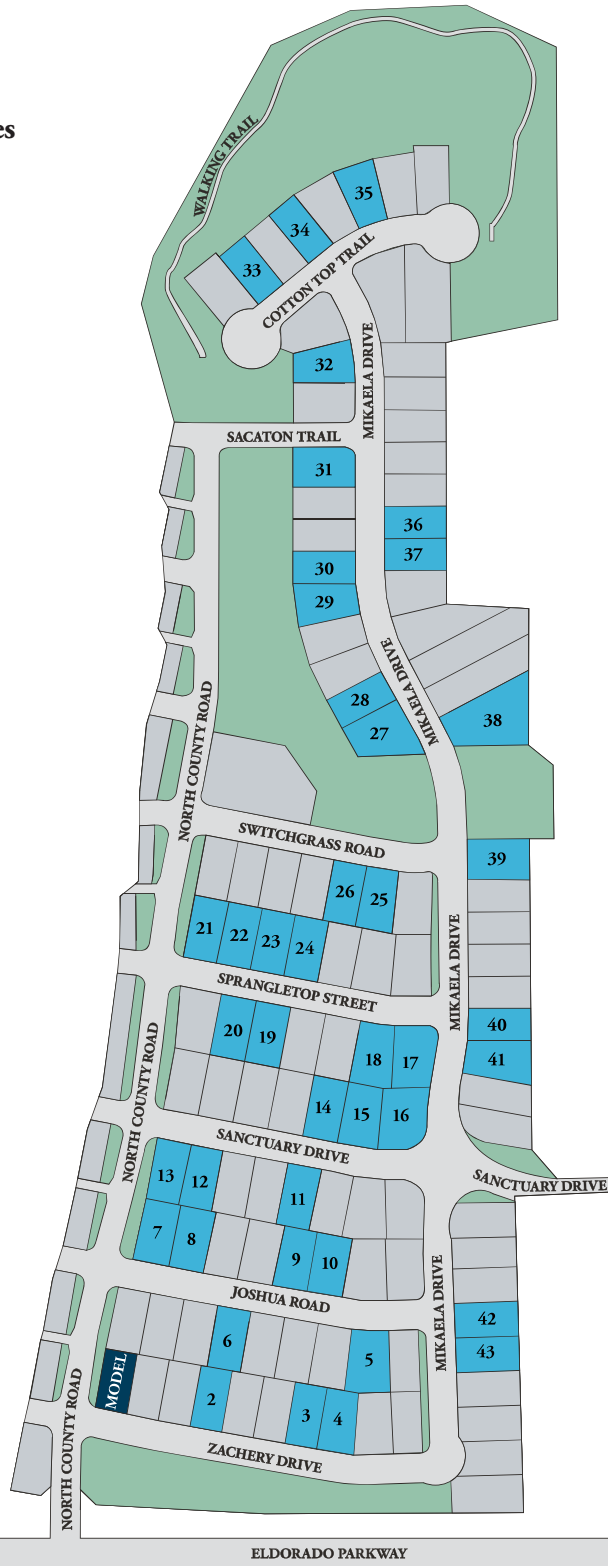 es
WALKING TRAIL
35
34
33
COTTON TOP TRAIL
32
MIKAELA DRIVE
SACATON TRAIL
31
36
37
30
29
MIKAELA DRIVE
28
27
38
NORTH COUNTY ROAD
SWITCHGRASS ROAD
39
26
25
21
22
23
24
MIKAELA DRIVE
SPRANGLETOP STREET
20
19
18
17
40
41
NORTH COUNTY ROAD
14
15
16
SANCTUARY DRIVE
13
12
11
SANCTUARY DRIVE
7
8
9
10
JOSHUA ROAD
MIKAELA DRIVE
42
43
6
5
MODEL
2
3
4
NORTH COUNTY ROAD
ZACHERY DRIVE
ELDORADO PARKWAY